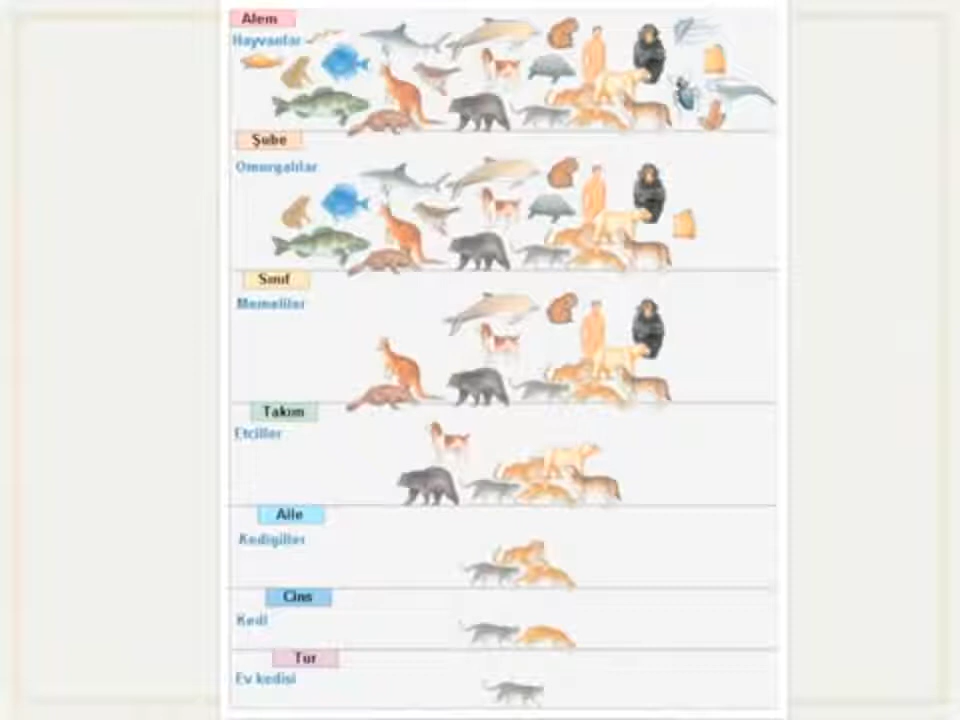 Alem
Hayvanlar
Şube
Omurgalılar
Sınıf
Memeliler
Takım
Etçiller
Aile
Kedigiller
Cins
Kedi
Tür
Ev kedisi